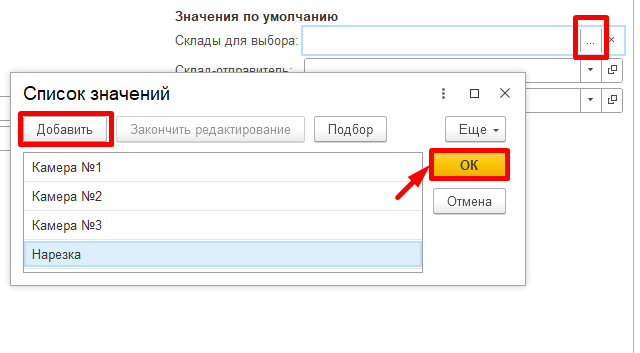 Значения по умолчанию
Склады для выбора: ... ×
Склад-отправитель:
Список значений
Добавить Закончить редактирование Подбор Еще
Камера №1
Камера №2
Камера №3
Нарезка
ОК
Отмена